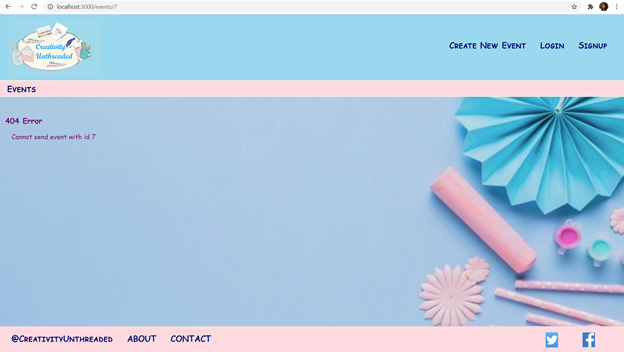 localhost:3000/events/7
Creativity
Unthreaded
Create New Event Login Signup
Events
404 Error
Cannot send event with id 7
@CreativityUnthreaded ABOUT CONTACT